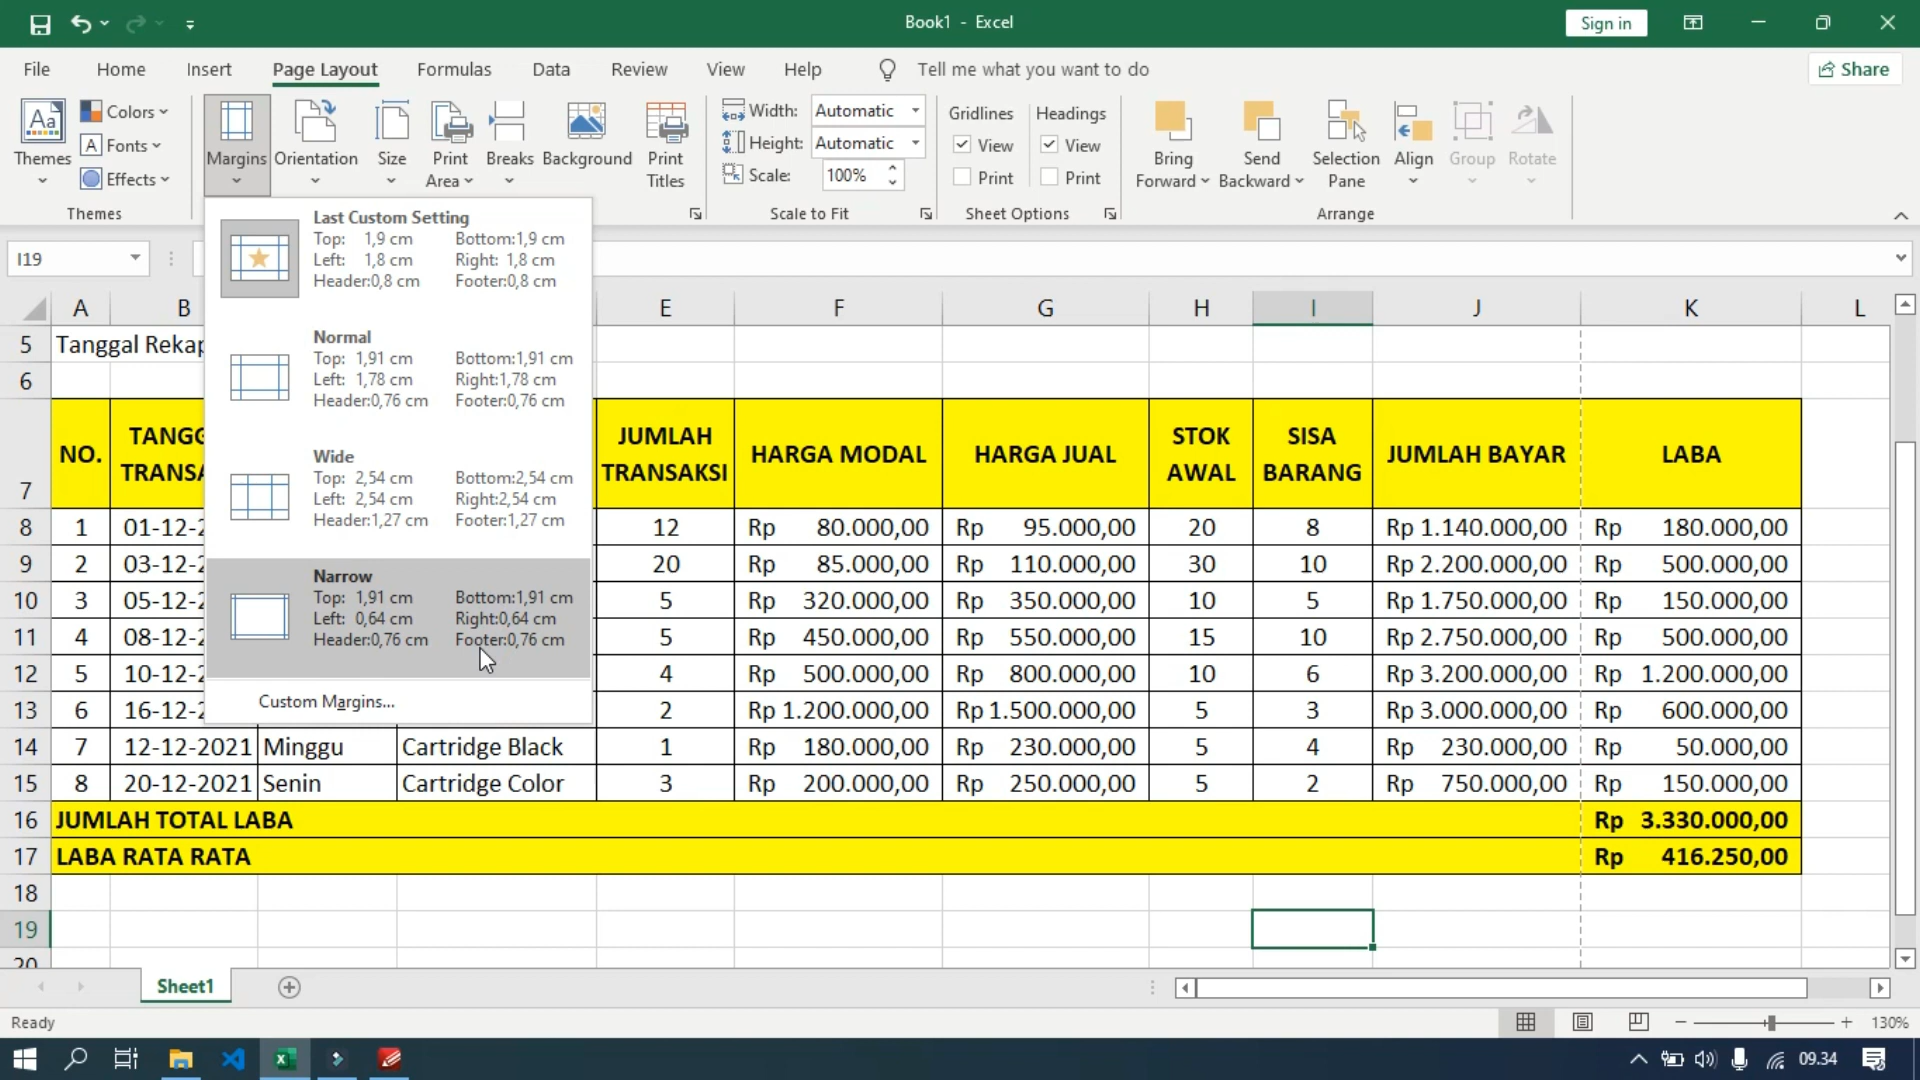 Book1 - Excel
Sign in
File Home Insert Page Layout Formulas Data Review View Help Tell me what you want to do Share
Themes
Colors
Fonts
Effects
Themes
Margins
Orientation
Size
Print Area
Breaks
Background
Print Titles
Width: Automatic
Height: Automatic
Scale: 100%
Scale to Fit
Gridlines
View
Print
Headings
View
Print
Sheet Options
Bring Forward
Send Backward
Selection Pane
Align
Group
Rotate
Arrange
I19
Last Custom Setting
Top: 1,9 cm Bottom:1,9 cm
Left: 1,8 cm Right: 1,8 cm
Header:0,8 cm Footer:0,8 cm
Normal
Top: 1,91 cm Bottom:1,91 cm
Left: 1,78 cm Right:1,78 cm
Header:0,76 cm Footer:0,76 cm
Wide
Top: 2,54 cm Bottom:2,54 cm
Left: 2,54 cm Right:2,54 cm
Header:1,27 cm Footer:1,27 cm
Narrow
Top: 1,91 cm Bottom:1,91 cm
Left: 0,64 cm Right:0,64 cm
Header:0,76 cm Footer:0,76 cm
Custom Margins...
A B E F G H I J K L
5 Tanggal Rekap
6
7 NO. TANGG TRANSA JUMLAH TRANSAKSI HARGA MODAL HARGA JUAL STOK AWAL SISA BARANG JUMLAH BAYAR LABA
8 1 01-12-2 12 Rp 80.000,00 Rp 95.000,00 20 8 Rp 1.140.000,00 Rp 180.000,00
9 2 03-12-2 20 Rp 85.000,00 Rp 110.000,00 30 10 Rp 2.200.000,00 Rp 500.000,00
10 3 05-12-2 5 Rp 320.000,00 Rp 350.000,00 10 5 Rp 1.750.000,00 Rp 150.000,00
11 4 08-12-2 5 Rp 450.000,00 Rp 550.000,00 15 10 Rp 2.750.000,00 Rp 500.000,00
12 5 10-12-2 4 Rp 500.000,00 Rp 800.000,00 10 6 Rp 3.200.000,00 Rp 1.200.000,00
13 6 16-12-2 2 Rp 1.200.000,00 Rp 1.500.000,00 5 3 Rp 3.000.000,00 Rp 600.000,00
14 7 12-12-2021 Minggu Cartridge Black 1 Rp 180.000,00 Rp 230.000,00 5 4 Rp 230.000,00 Rp 50.000,00
15 8 20-12-2021 Senin Cartridge Color 3 Rp 200.000,00 Rp 250.000,00 5 2 Rp 750.000,00 Rp 150.000,00
16 JUMLAH TOTAL LABA Rp 3.330.000,00
17 LABA RATA RATA Rp 416.250,00
18
19
20
Sheet1
Ready
130%
09.34